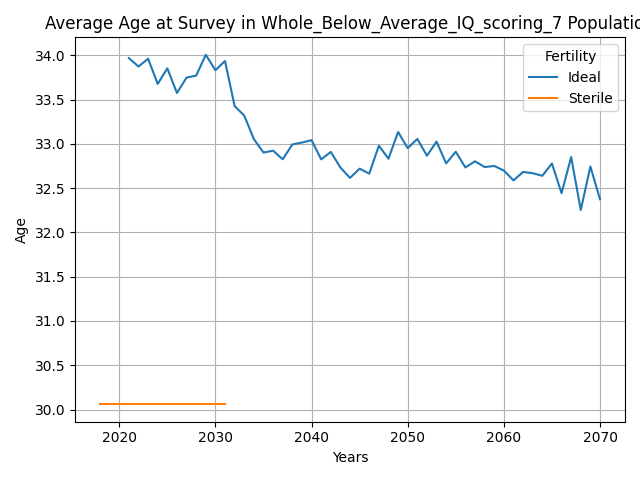 Average Age at Survey in Whole_Below_Average_IQ_scoring_7 Populatio
Fertility
Ideal
Sterile
34.0
33.5
33.0
32.5
32.0
31.5
31.0
30.5
30.0
Age
2020 2030 2040 2050 2060 2070
Years